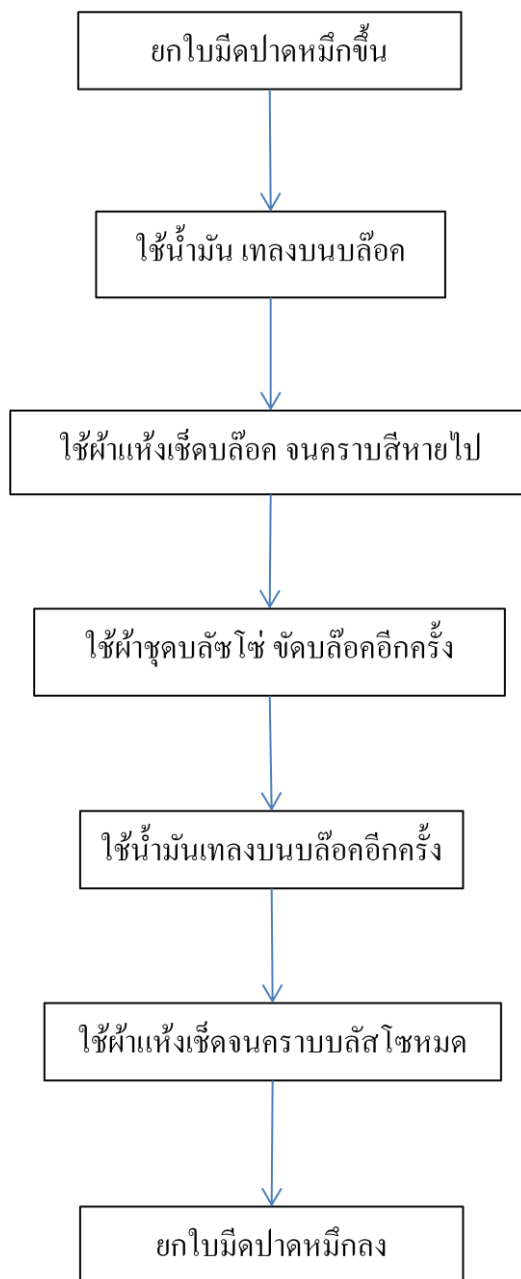 ยกใบมีดปาดหมึกขึ้น
ใช้น้ำมัน เทลงบนบล๊อค
ใช้ผ้าแห้งเช็ดบล๊อค จนคราบสีหายไป
ใช้ผ้าชุดบลัซโซ่ ขัดบล๊อคอีกครั้ง
ใช้น้ำมันเทลงบนบล๊อคอีกครั้ง
ใช้ผ้าแห้งเช็ดจนคราบบลัสโซหมด
ยกใบมีดปาดหมึกลง